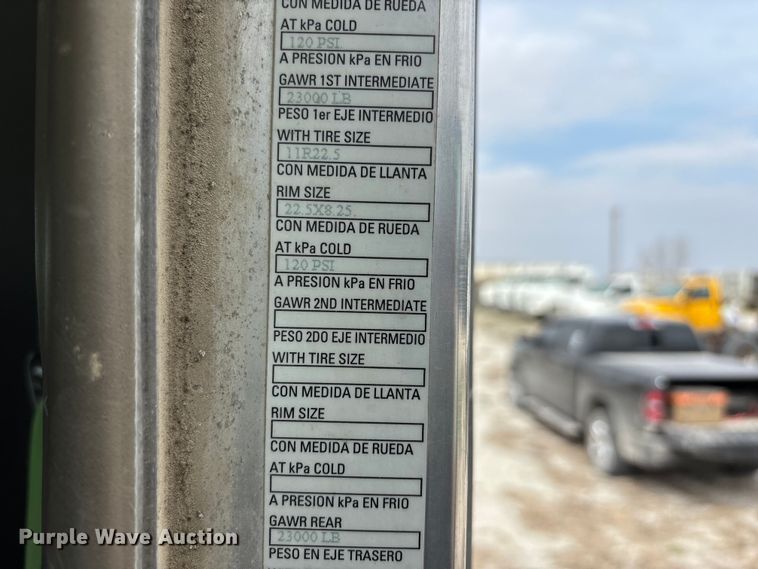 CON MEDIDA DE RUEDA
AT kPa COLD
120 PSI
A PRESION kPa EN FRIO
GAWR 1ST INTERMEDIATE
23000 LB
PESO 1er EJE INTERMEDIO
WITH TIRE SIZE
11R22.5
CON MEDIDA DE LLANTA
RIM SIZE
22.5X8.25
CON MEDIDA DE RUEDA
AT kPa COLD
120 PSI
A PRESION kPa EN FRIO
GAWR 2ND INTERMEDIATE
PESO 2DO EJE INTERMEDIO
WITH TIRE SIZE
CON MEDIDA DE LLANTA
RIM SIZE
CON MEDIDA DE RUEDA
AT kPa COLD
A PRESION kPa EN FRIO
GAWR REAR
23000 LB
PESO EN EJE TRASERO
Purple Wave Auction